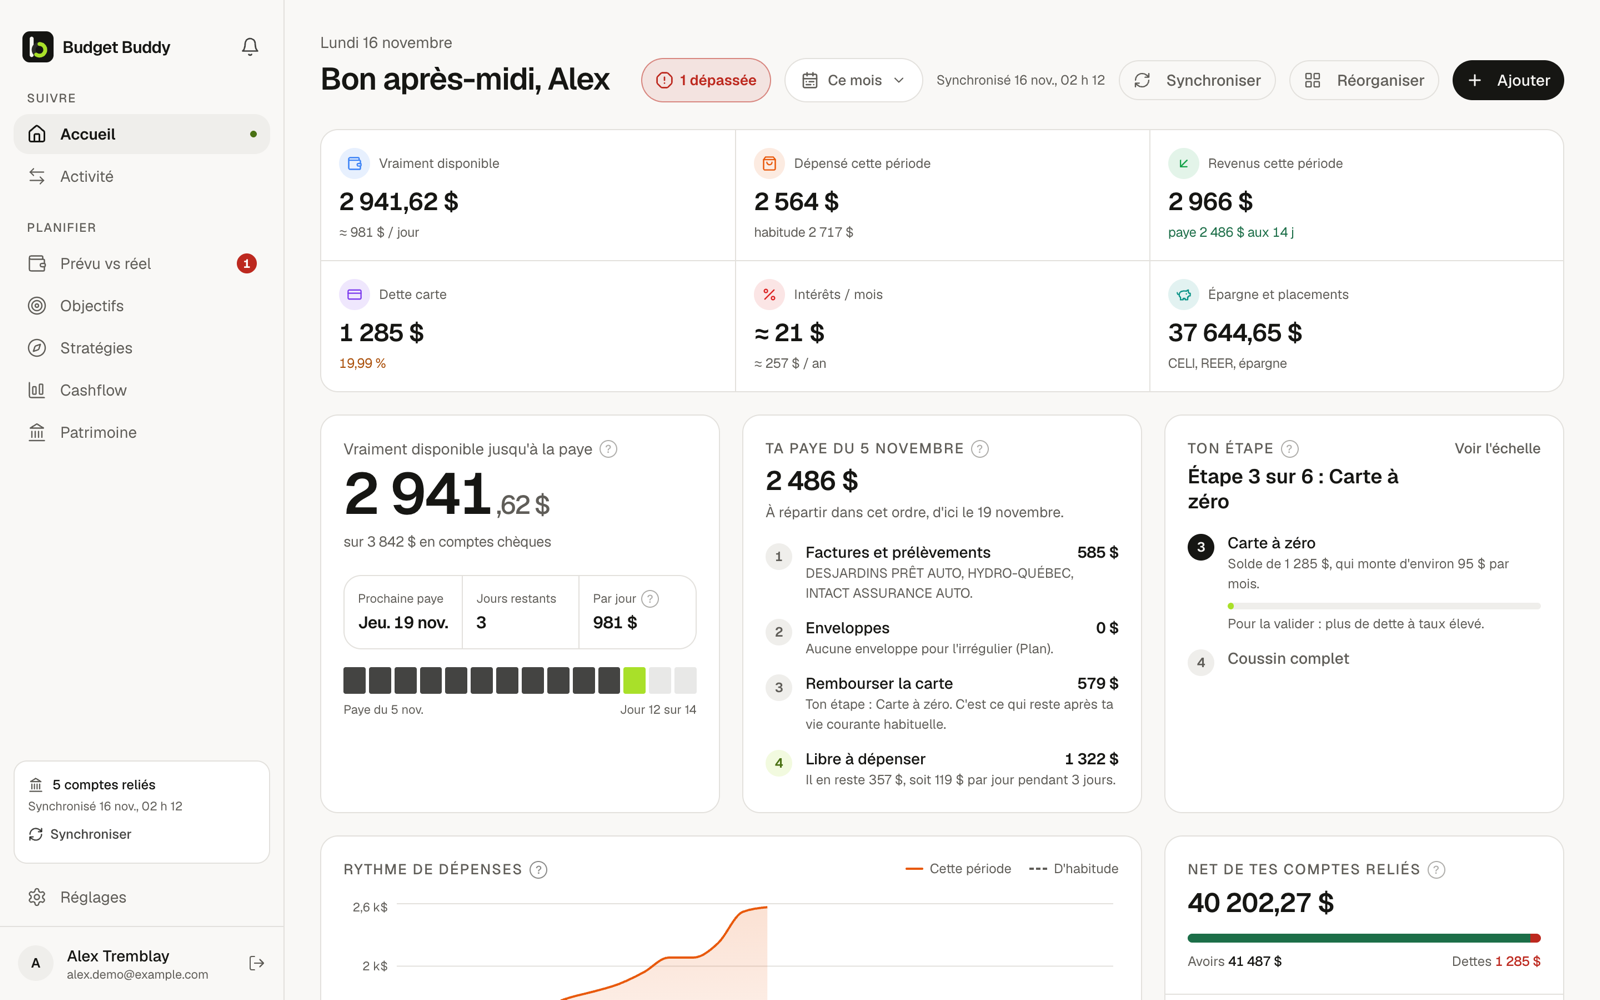 Budget Buddy
SUIVRE
Accueil
Activité
PLANIFIER
Prévu vs réel
1
Objectifs
Stratégies
Cashflow
Patrimoine
5 comptes reliés
Synchronisé 16 nov., 02 h 12
Synchroniser
Réglages
A
Alex Tremblay
alex.demo@example.com
Lundi 16 novembre
Bon après-midi, Alex
1 dépassée
Ce mois
Synchronisé 16 nov., 02 h 12
Synchroniser
Réorganiser
Ajouter
Vraiment disponible
2 941,62 $
≈ 981 $ / jour
Dépensé cette période
2 564 $
habitude 2 717 $
Revenus cette période
2 966 $
paye 2 486 $ aux 14 j
Dette carte
1 285 $
19,99 %
Intérêts / mois
≈ 21 $
≈ 257 $ / an
Épargne et placements
37 644,65 $
CELI, REER, épargne
Vraiment disponible jusqu'à la paye ?
2 941,62 $
sur 3 842 $ en comptes chèques
Prochaine paye
Jeu. 19 nov.
Jours restants
3
Par jour ?
981 $
Paye du 5 nov.
Jour 12 sur 14
TA PAYE DU 5 NOVEMBRE ?
2 486 $
À répartir dans cet ordre, d'ici le 19 novembre.
1 Factures et prélèvements 585 $
DESJARDINS PRÊT AUTO, HYDRO-QUÉBEC,
INTACT ASSURANCE AUTO.
2 Enveloppes 0 $
Aucune enveloppe pour l'irrégulier (Plan).
3 Rembourser la carte 579 $
Ton étape : Carte à zéro. C'est ce qui reste après ta
vie courante habituelle.
4 Libre à dépenser 1 322 $
Il en reste 357 $, soit 119 $ par jour pendant 3 jours.
TON ÉTAPE ?
Voir l'échelle
Étape 3 sur 6 : Carte à
zéro
3 Carte à zéro
Solde de 1 285 $, qui monte d'environ 95 $ par
mois.
Pour la valider : plus de dette à taux élevé.
4 Coussin complet
RYTHME DE DÉPENSES ?
Cette période
D'habitude
2,6 k$
2 k$
NET DE TES COMPTES RELIÉS ?
40 202,27 $
Avoirs 41 487 $
Dettes 1 285 $